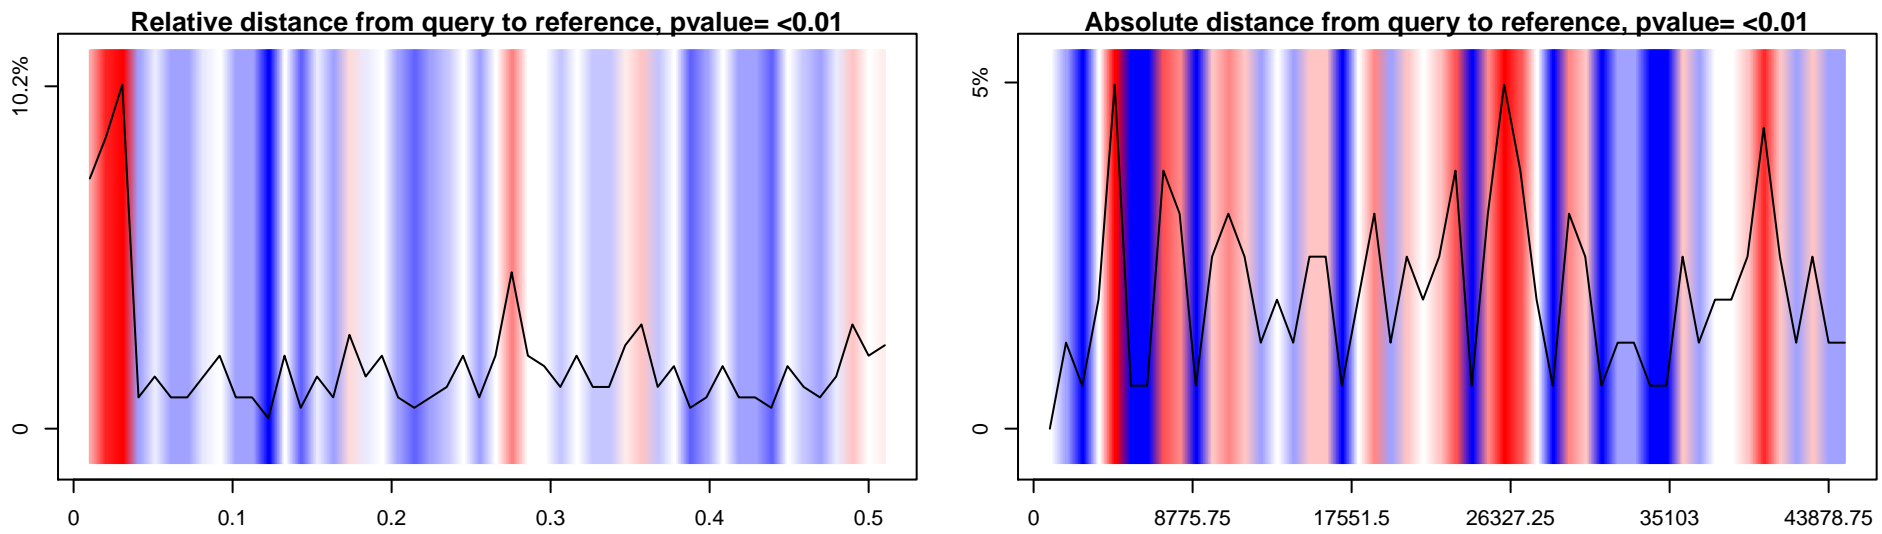 Relative distance from query to reference, pvalue= <0.01
10.2%
0
0 0.1 0.2 0.3 0.4 0.5
Absolute distance from query to reference, pvalue= <0.01
5%
0
0 8775.75 17551.5 26327.25 35103 43878.75